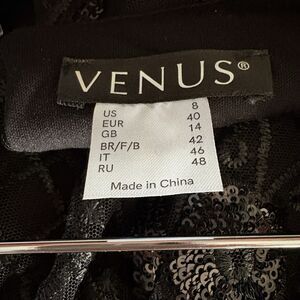 VENUS®
US 8
EUR 40
GB 14
BR/F/B 42
IT 46
RU 48
Made in China